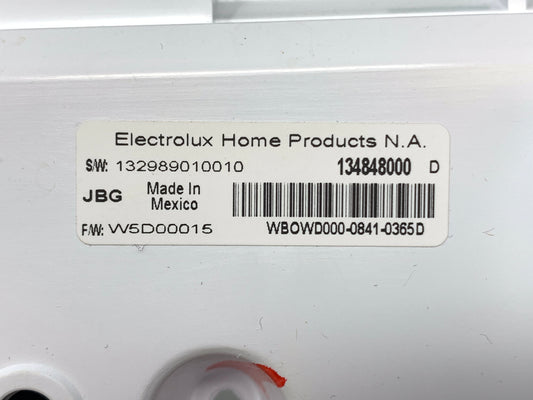 Electrolux Home Products N.A.
S/W: 132989010010 134848000 D
JBG Made In
Mexico
F/W: W5D00015 WBOWD000-0841-0365D